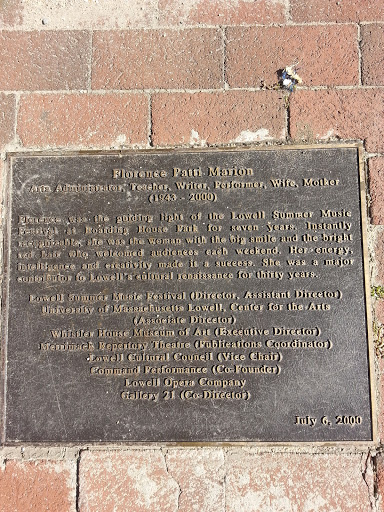 Florence Patti Marion
Arts Administrator, Teacher, Writer, Performer, Wife, Mother
(1943 - 2000)
Florence was the guiding light of the Lowell Summer Music
Festival at Boarding House Park for seven years. Instantly
recognizable, she was the woman with the big smile and the bright
red hair who welcomed audiences each weekend. Her energy,
intelligence and creativity made it a success. She was a major
contributor to Lowell's cultural renaissance for thirty years.
Lowell Summer Music Festival (Director, Assistant Director)
University of Massachusetts Lowell, Center for the Arts
(Associate Director)
Whistler House Museum of Art (Executive Director)
Merrimack Repertory Theatre (Publications Coordinator)
Lowell Cultural Council (Vice Chair)
Command Performance (Co-Founder)
Lowell Opera Company
Gallery 21 (Co-Director)
July 6, 2000